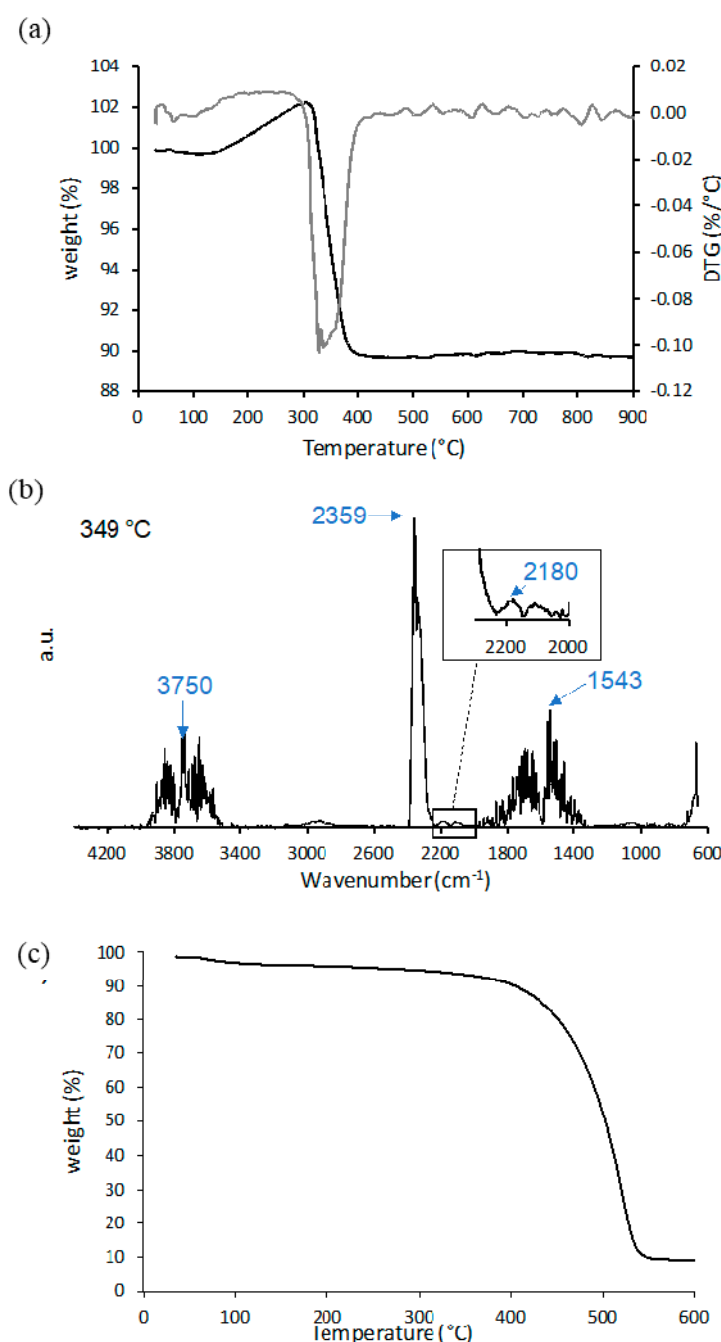 (a)
104
102
100
98
96
94
92
90
88
weight (%)
0.02
0.00
-0.02
-0.04
-0.06
-0.08
-0.10
-0.12
DTG (%/°C)
0 100 200 300 400 500 600 700 800 900
Temperature (°C)
(b)
349 °C
2359
2180
2200 2000
3750
1543
a.u.
4200 3800 3400 3000 2600 2200 1800 1400 1000 600
Wavenumber (cm⁻¹)
(c)
100
90
80
70
60
50
40
30
20
10
0
weight (%)
0 100 200 300 400 500 600
Temperature (°C)